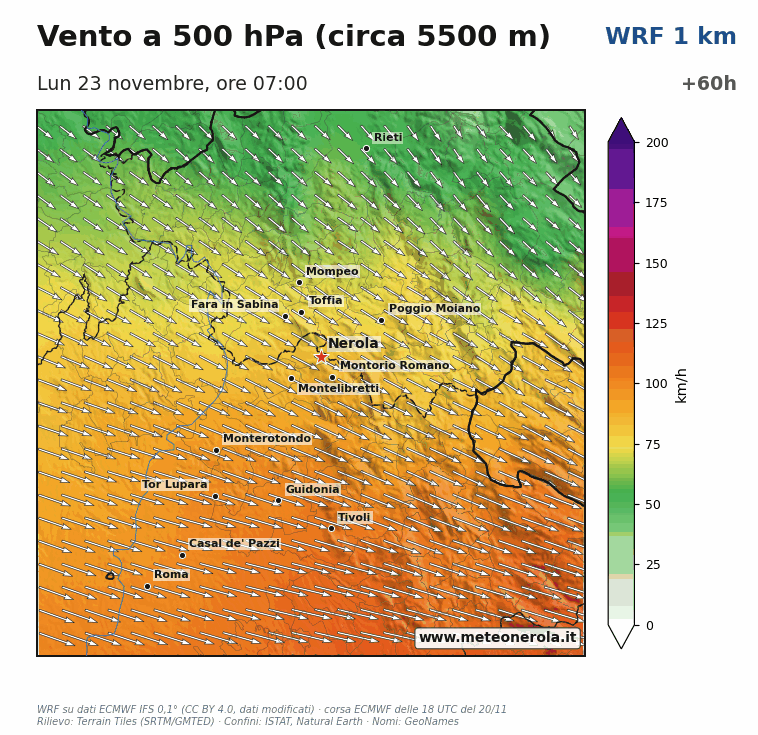 Vento a 500 hPa (circa 5500 m)
WRF 1 km
Lun 23 novembre, ore 07:00
+60h
Rieti
Mompeo
Fara in Sabina
Toffia
Poggio Moiano
Nerola
Montorio Romano
Montelibretti
Monterotondo
Tor Lupara
Guidonia
Tivoli
Casal de' Pazzi
Roma
www.meteonerola.it
200
175
150
125
100
75
50
25
0
km/h
WRF su dati ECMWF IFS 0,1° (CC BY 4.0, dati modificati) · corsa ECMWF delle 18 UTC del 20/11
Rilievo: Terrain Tiles (SRTM/GMTED) · Confini: ISTAT, Natural Earth · Nomi: GeoNames